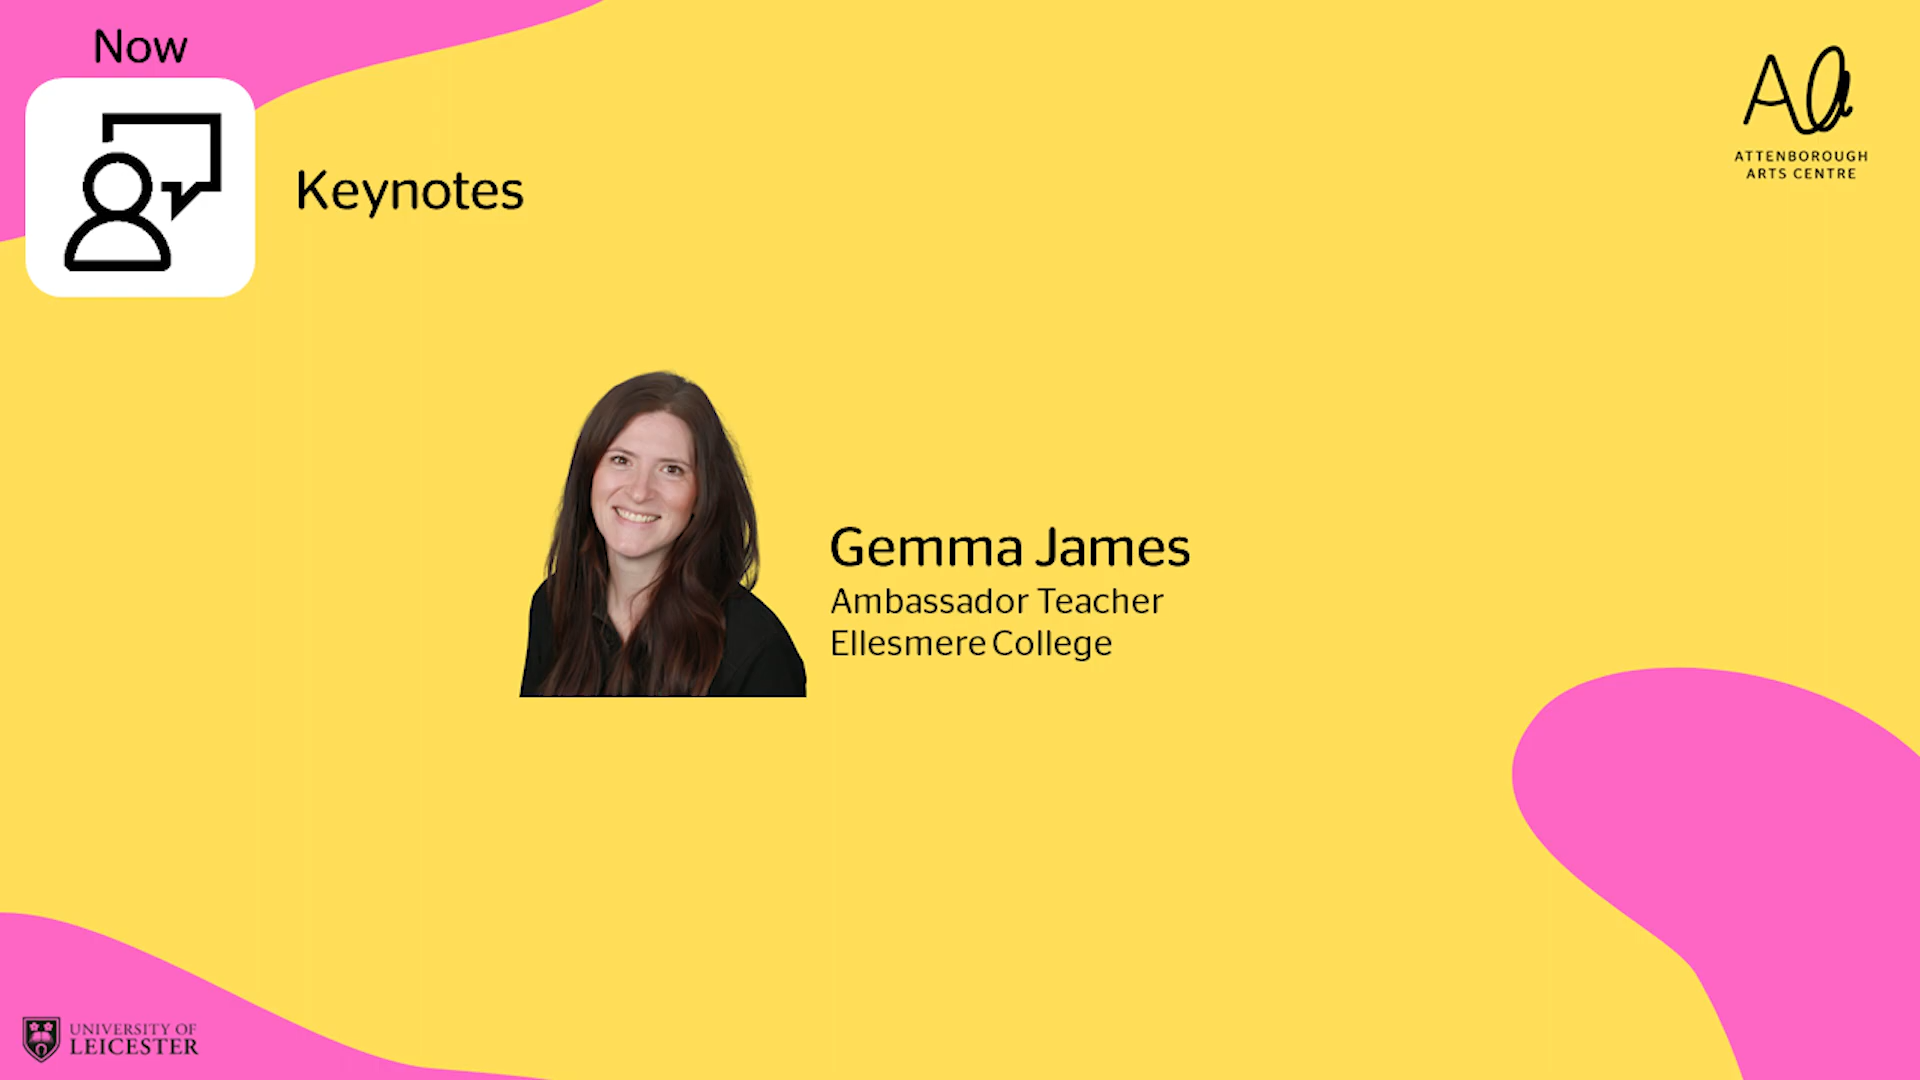 Now
Keynotes
ATTENBOROUGH
ARTS CENTRE
Gemma James
Ambassador Teacher
Ellesmere College
UNIVERSITY OF
LEICESTER